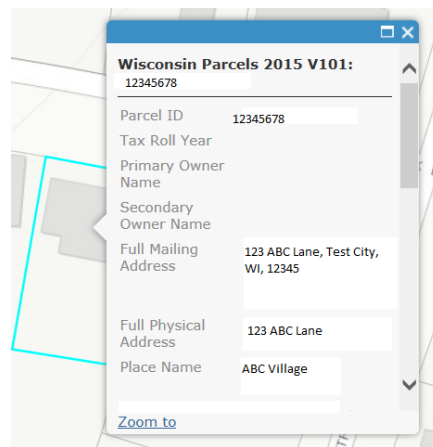 Wisconsin Parcels 2015 V101:
12345678
Parcel ID 12345678
Tax Roll Year
Primary Owner
Name
Secondary
Owner Name
Full Mailing
Address
123 ABC Lane, Test City,
WI, 12345
Full Physical
Address
123 ABC Lane
Place Name ABC Village
Zoom to